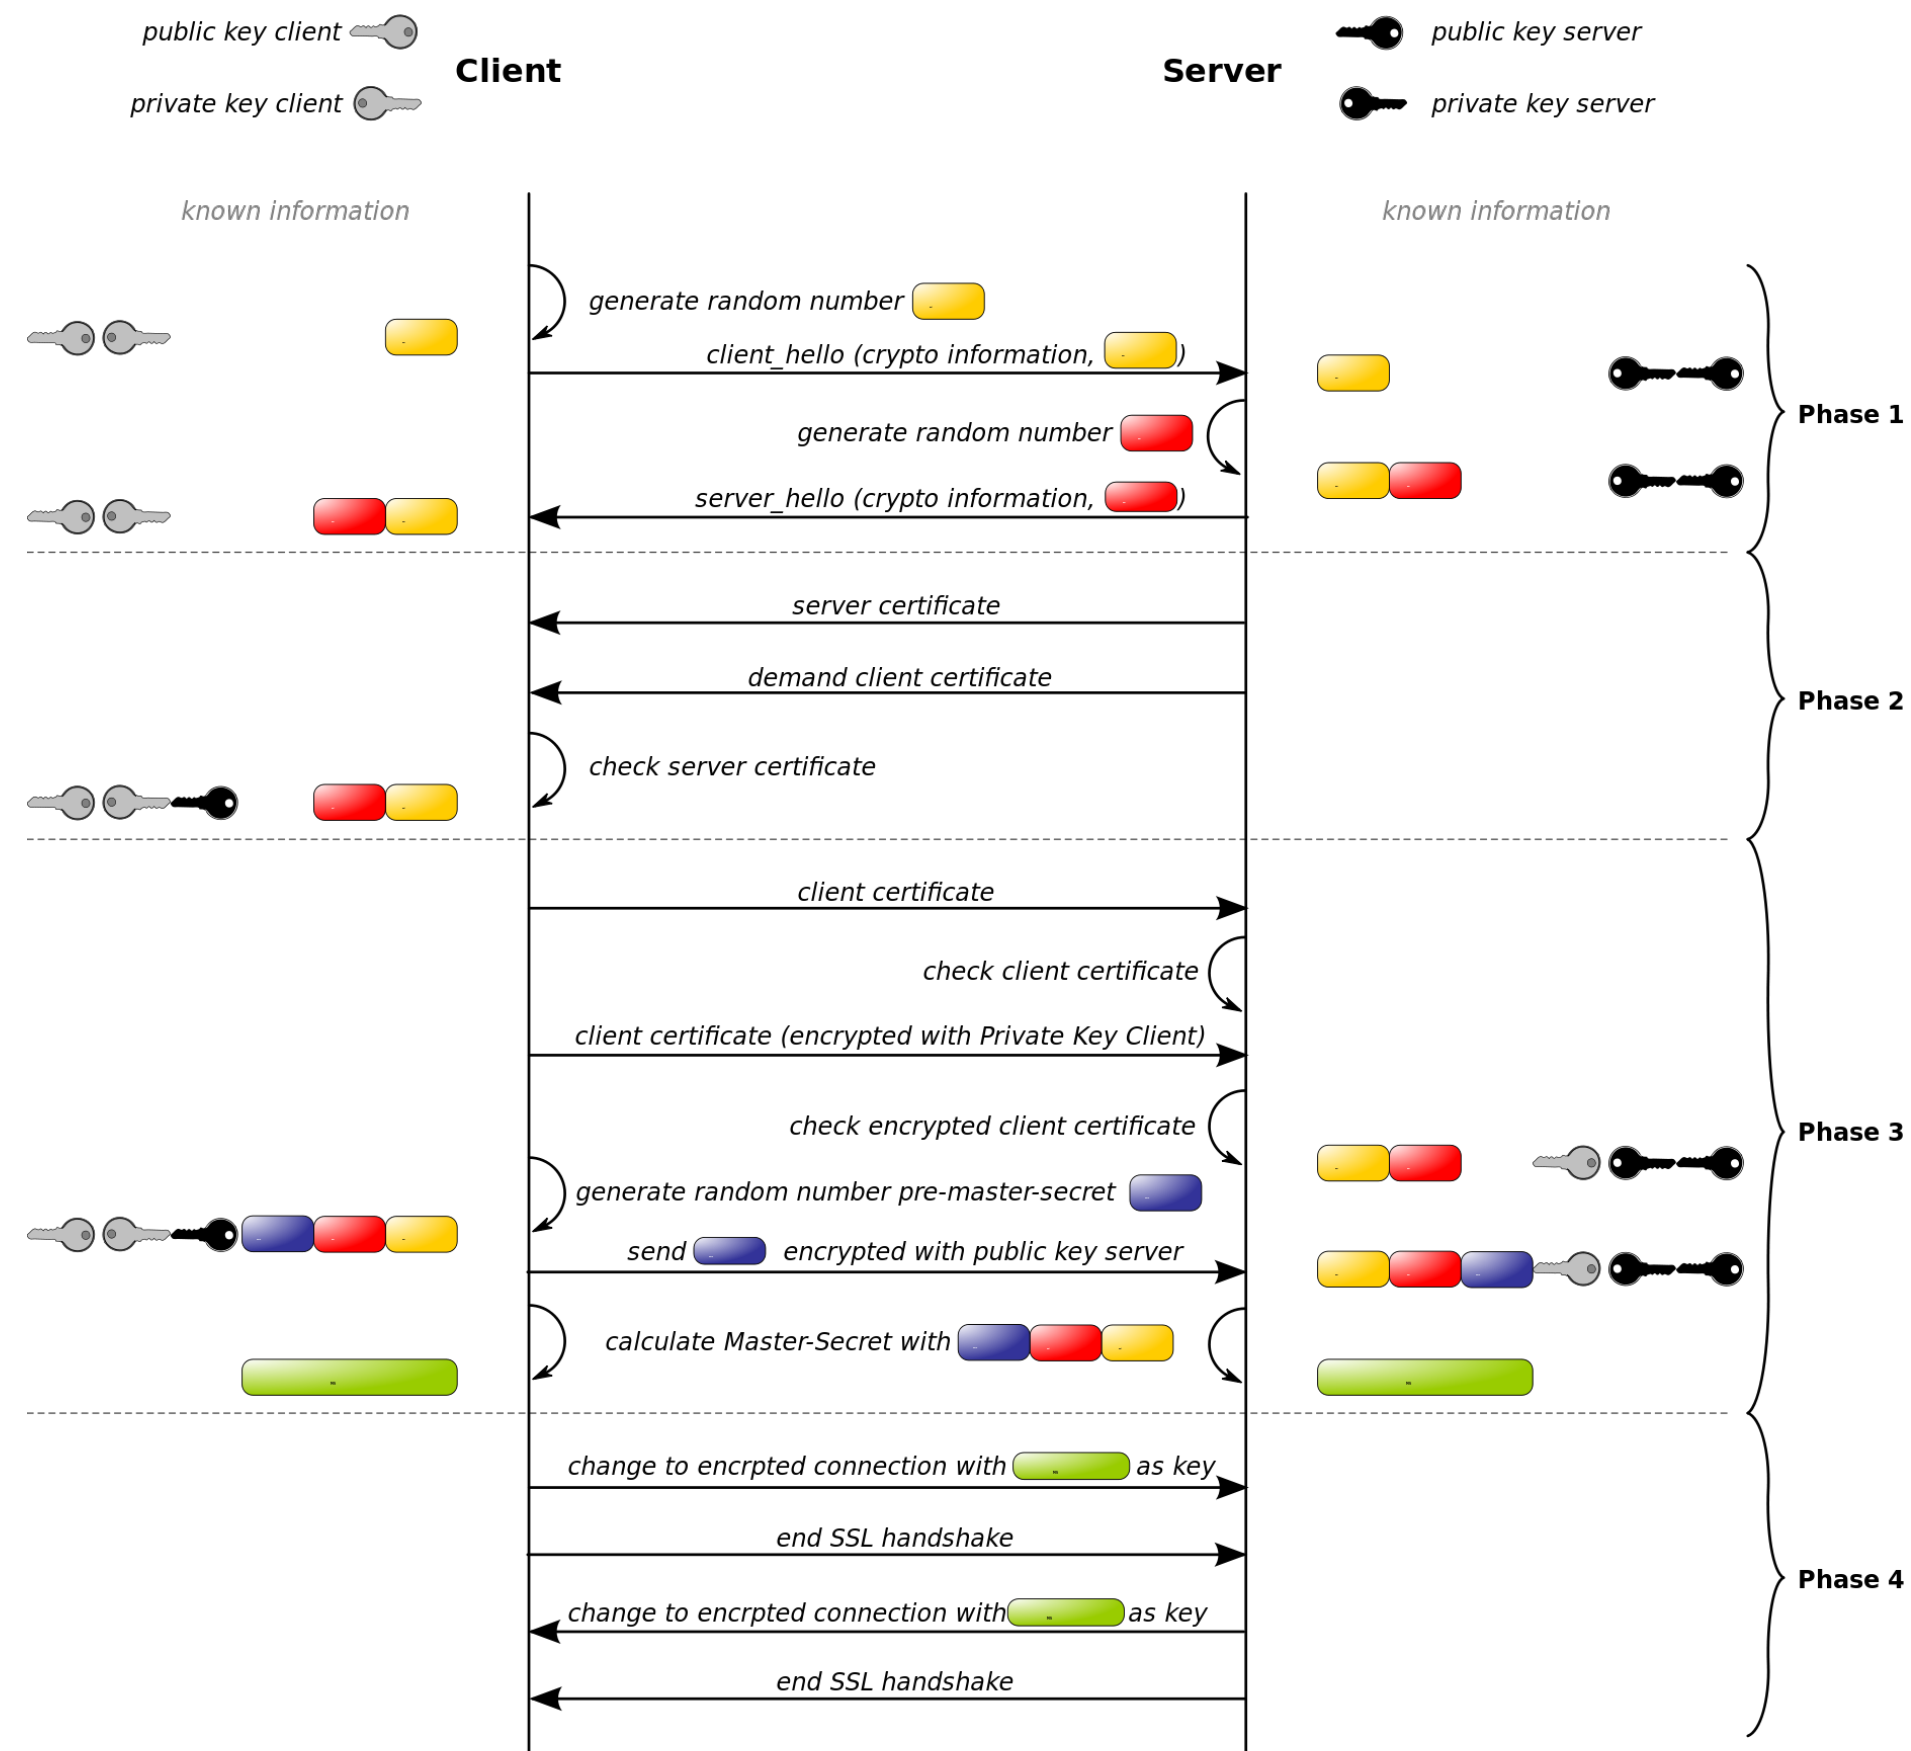 public key client
public key server
Client
Server
private key client
private key server
known information
known information
generate random number
client_hello (crypto information, )
generate random number
server_hello (crypto information, )
Phase 1
server certificate
demand client certificate
check server certificate
Phase 2
client certificate
check client certificate
client certificate (encrypted with Private Key Client)
check encrypted client certificate
generate random number pre-master-secret
send encrypted with public key server
calculate Master-Secret with
Phase 3
change to encrpted connection with as key
end SSL handshake
change to encrpted connection with as key
end SSL handshake
Phase 4